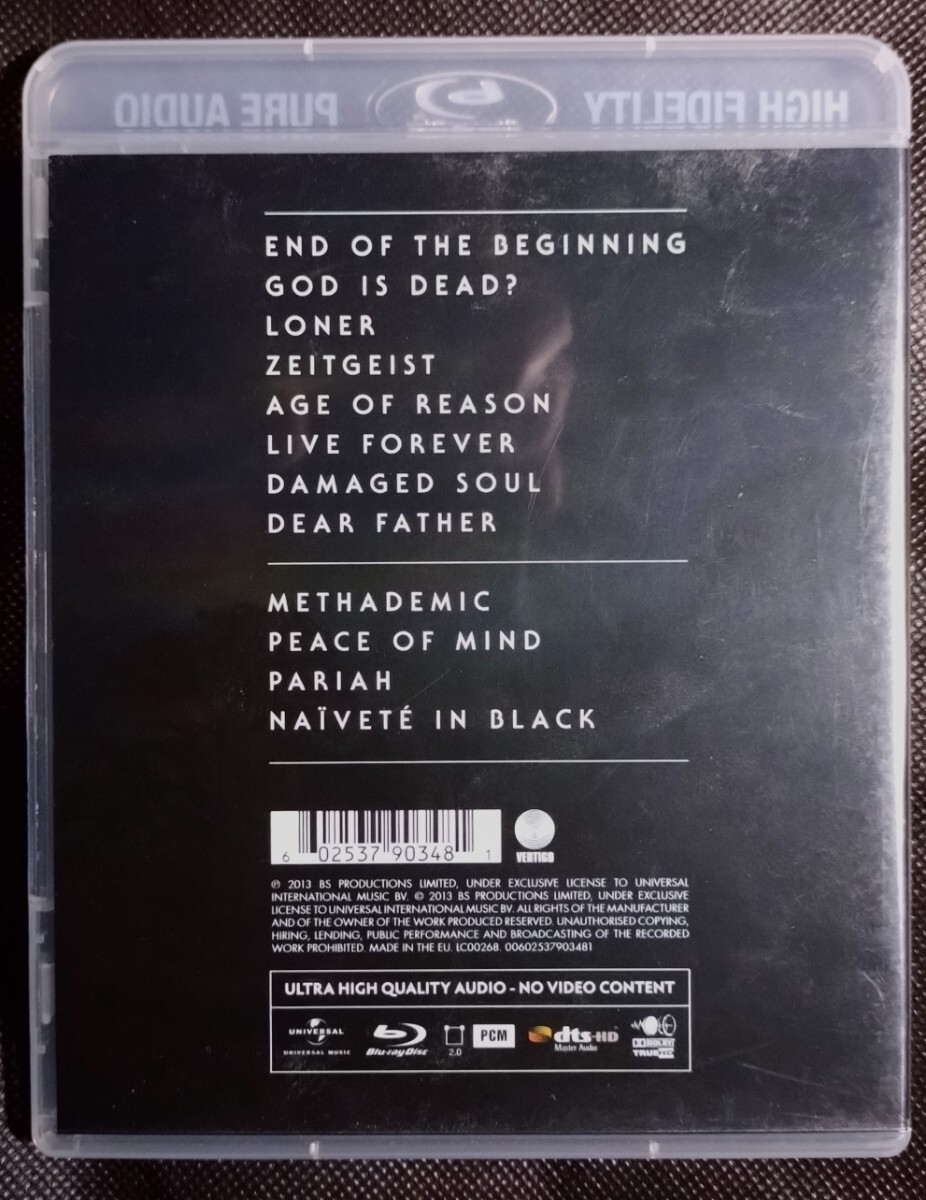 HIGH FIDELITY PURE AUDIO
END OF THE BEGINNING
GOD IS DEAD?
LONER
ZEITGEIST
AGE OF REASON
LIVE FOREVER
DAMAGED SOUL
DEAR FATHER
METHADEMIC
PEACE OF MIND
PARIAH
NAÏVETÉ IN BLACK
6 02537 90348 1
VERTIGO
℗ 2013 BS PRODUCTIONS LIMITED, UNDER EXCLUSIVE LICENSE TO UNIVERSAL
INTERNATIONAL MUSIC BV. © 2013 BS PRODUCTIONS LIMITED, UNDER EXCLUSIVE
LICENSE TO UNIVERSAL INTERNATIONAL MUSIC BV. ALL RIGHTS OF THE MANUFACTURER
AND OF THE OWNER OF THE WORK PRODUCED RESERVED. UNAUTHORISED COPYING,
HIRING, LENDING, PUBLIC PERFORMANCE AND BROADCASTING OF THE RECORDED
WORK PROHIBITED. MADE IN THE EU. LC00268. 00602537903481
ULTRA HIGH QUALITY AUDIO - NO VIDEO CONTENT
UNIVERSAL
UNIVERSAL MUSIC
Blu-ray Disc
2.0
PCM
dts-HD
Master Audio
DOLBY
TRUEHD